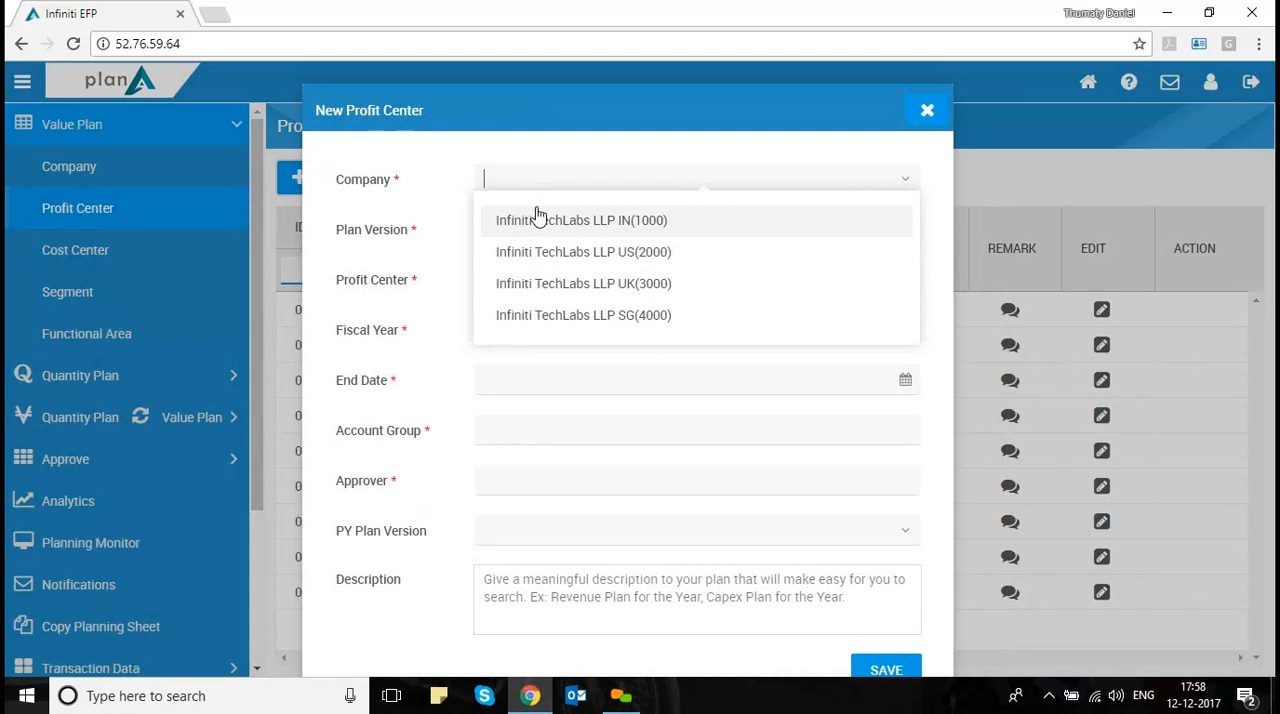 Infiniti EFP
Thumaty Daniel
52.76.59.64
plan
Value Plan
Company
Profit Center
Cost Center
Segment
Functional Area
Quantity Plan
Quantity Plan Value Plan
Approve
Analytics
Planning Monitor
Notifications
Copy Planning Sheet
Transaction Data
Pro
REMARK
EDIT
ACTION
New Profit Center
Company *
Infiniti TechLabs LLP IN(1000)
Infiniti TechLabs LLP US(2000)
Infiniti TechLabs LLP UK(3000)
Infiniti TechLabs LLP SG(4000)
Plan Version *
Profit Center *
Fiscal Year *
End Date *
Account Group *
Approver *
PY Plan Version
Description
Give a meaningful description to your plan that will make easy for you to
search. Ex: Revenue Plan for the Year, Capex Plan for the Year.
SAVE
Type here to search
ENG
17:58
12-12-2017
2